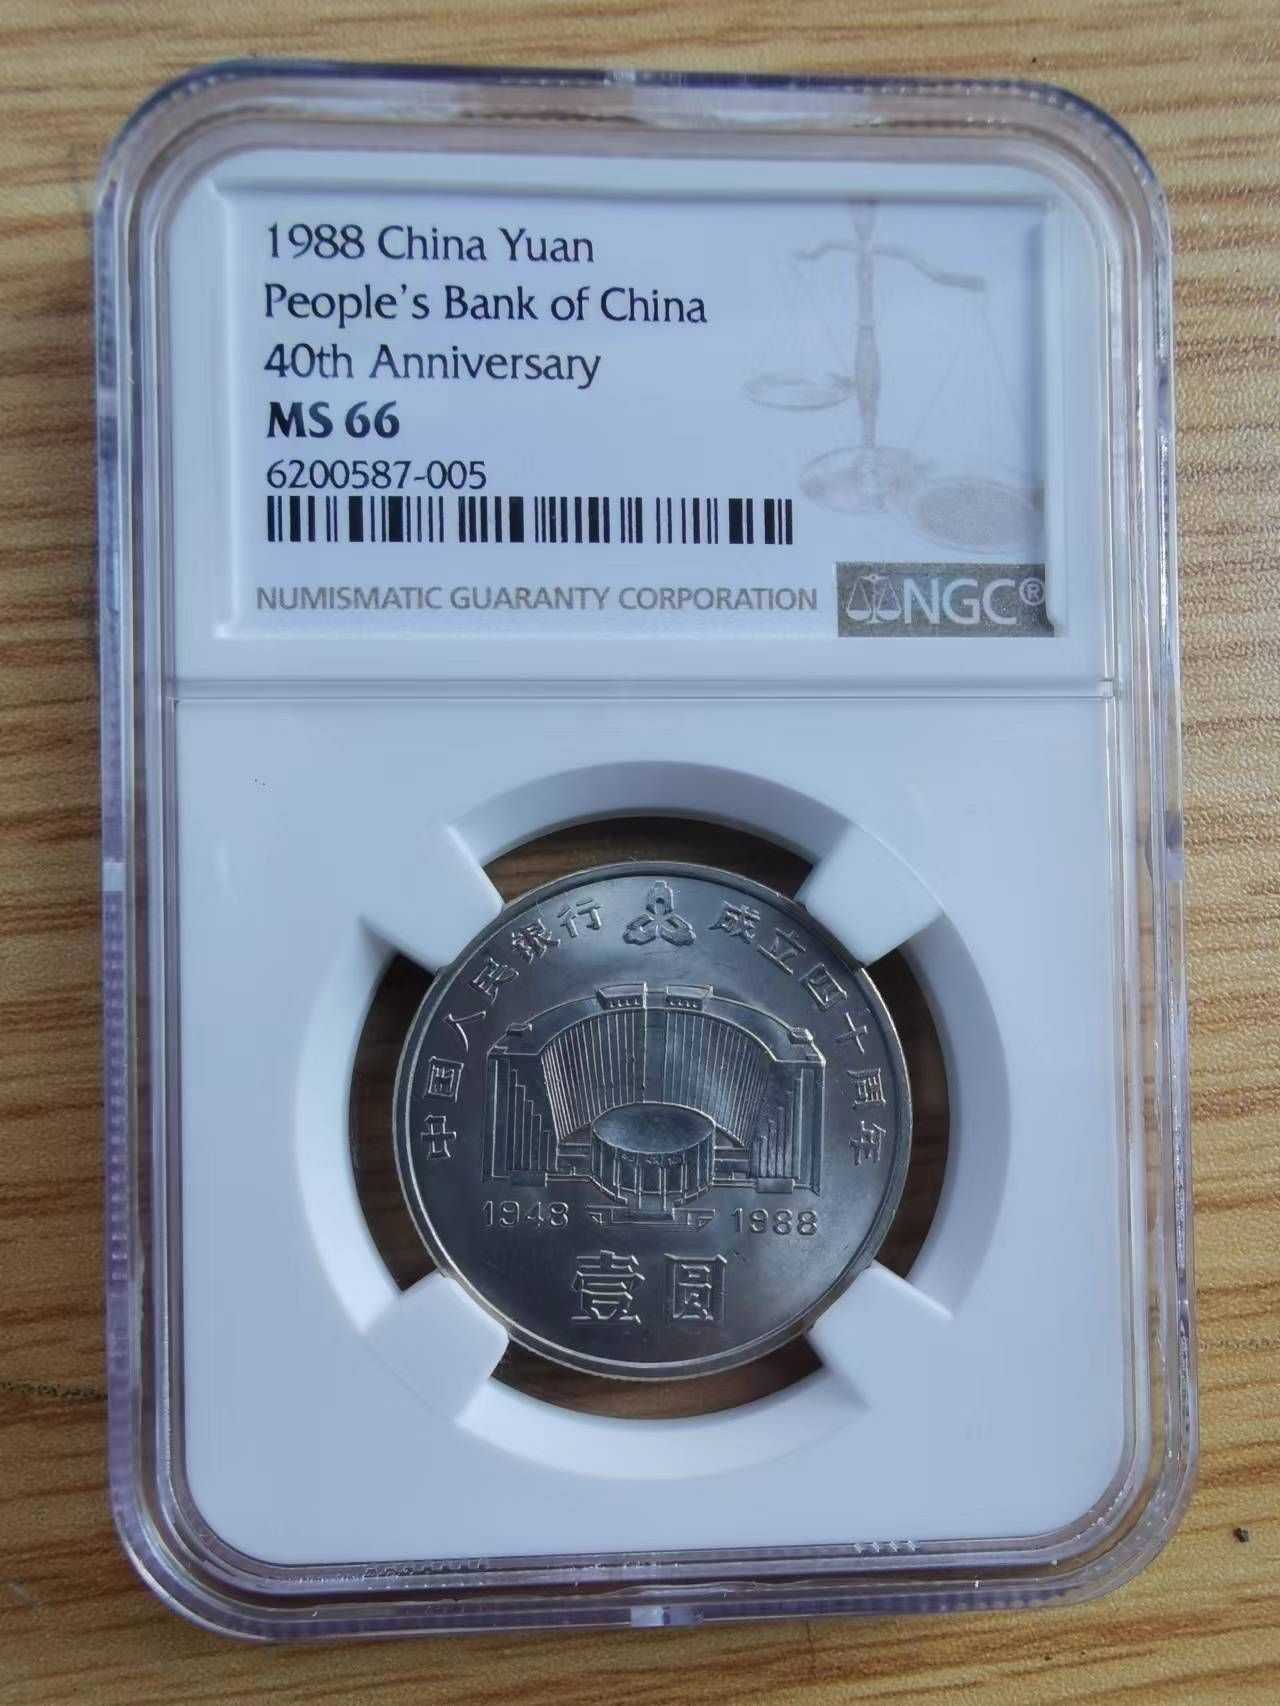 1988 China Yuan
People's Bank of China
40th Anniversary
MS 66
6200587-005
NUMISMATIC GUARANTY CORPORATION
NGC®
中国人民银行 成立四十周年
1948 1988
壹圆